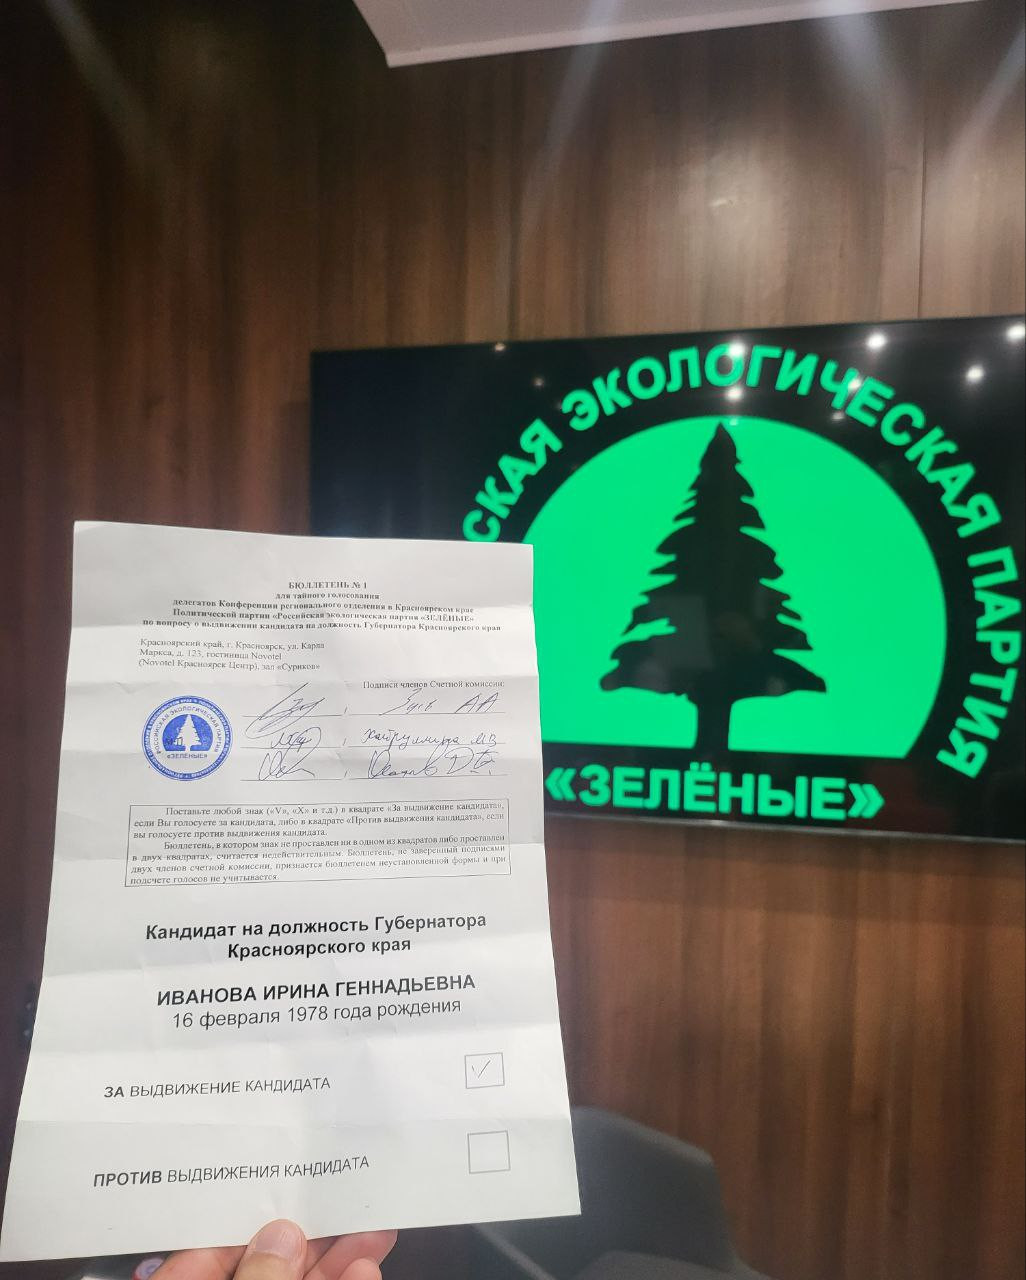 СКАЯ ЭКОЛОГИЧЕСКАЯ ПАРТИЯ
«ЗЕЛЁНЫЕ»
БЮЛЛЕТЕНЬ № 1
для тайного голосования
делегатов Конференции регионального отделения в Красноярском крае
Политической партии «Российская экологическая партия «ЗЕЛЁНЫЕ»
по вопросу о выдвижении кандидата на должность Губернатора Красноярского края
Красноярский край, г. Красноярск, ул. Карла
Маркса, д. 123, гостиница Novotel
(Novotel Красноярск Центр), зал «Суриков»
Подписи членов Счетной комиссии:
РОССИЙСКАЯ ЭКОЛОГИЧЕСКАЯ ПАРТИЯ
«ЗЕЛЁНЫЕ»
Поставьте любой знак («V», «X» и т.д.) в квадрате «За выдвижение кандидата»,
если Вы голосуете за кандидата, либо в квадрате «Против выдвижения кандидата», если
вы голосуете против выдвижения кандидата.
Бюллетень, в котором знак не проставлен ни в одном из квадратов либо проставлен
в двух квадратах, считается недействительным. Бюллетень, не заверенный подписями
двух членов счетной комиссии, признается бюллетенем неустановленной формы и при
подсчете голосов не учитывается.
Кандидат на должность Губернатора
Красноярского края
ИВАНОВА ИРИНА ГЕННАДЬЕВНА
16 февраля 1978 года рождения
ЗА ВЫДВИЖЕНИЕ КАНДИДАТА
ПРОТИВ ВЫДВИЖЕНИЯ КАНДИДАТА